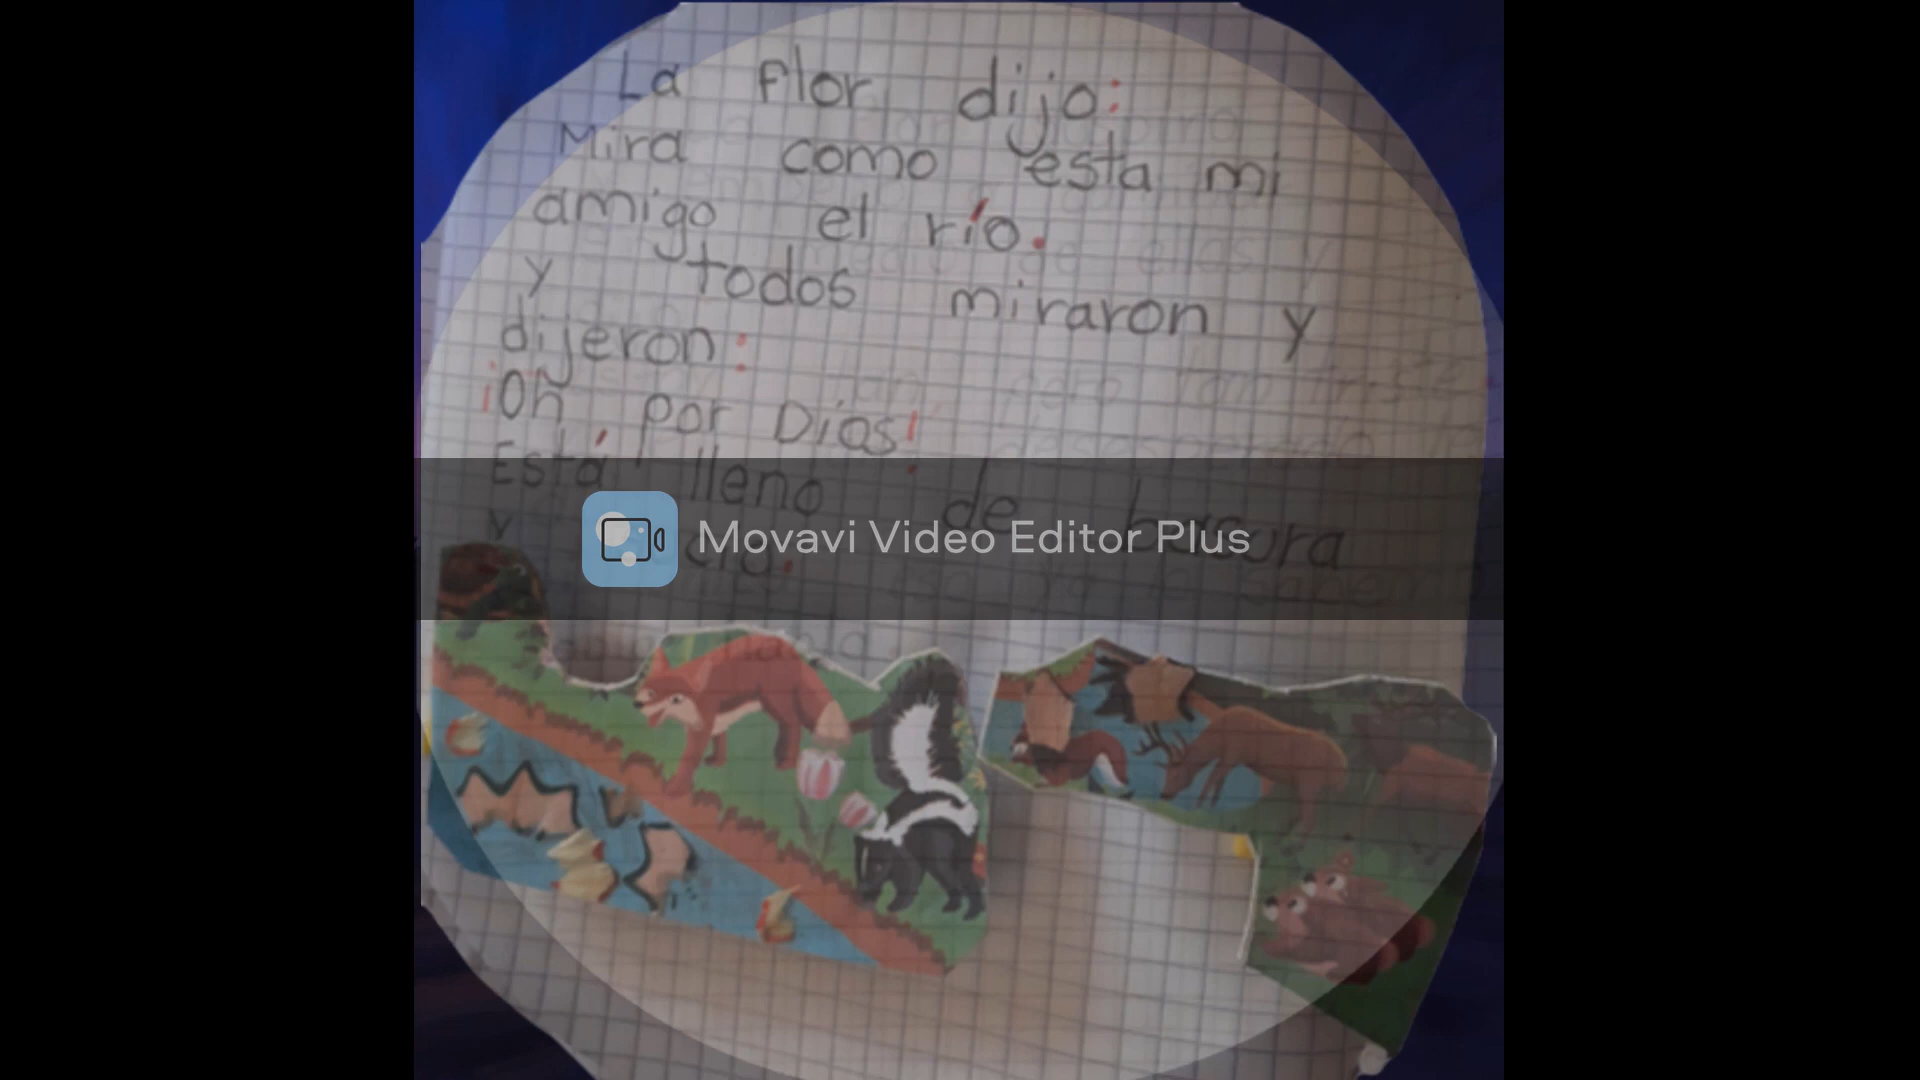 La Flor dijo:
Mira como esta mi
amigo el río.
y todos miraron y
dijeron:
¡Oh por Dios!
Está lleno de basura
y
Movavi Video Editor Plus